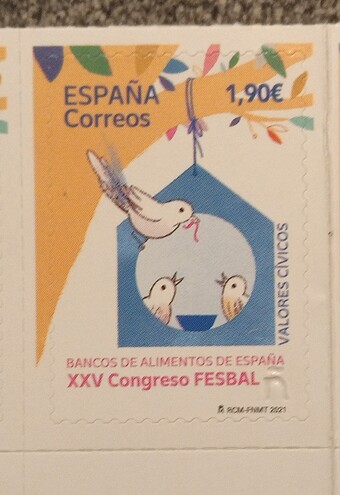 ESPAÑA 1,90€
Correos
VALORES CÍVICOS
BANCOS DE ALIMENTOS DE ESPAÑA
XXV Congreso FESBAL ñ
RCM-FNMT 2021